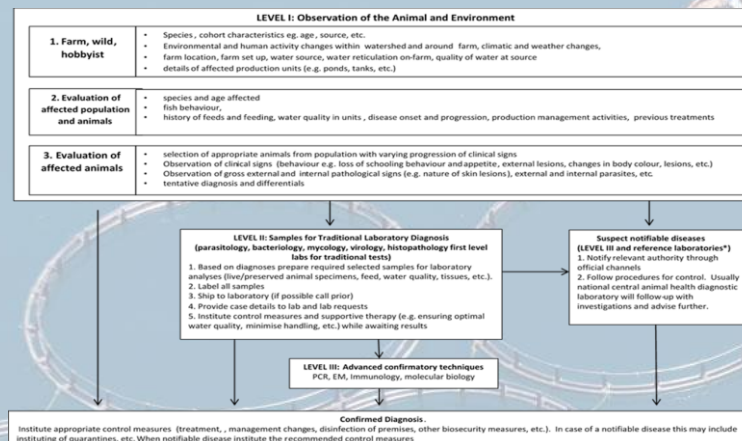 LEVEL I: Observation of the Animal and Environment
1. Farm, wild,
hobbyist
• Species , cohort characteristics eg. age , source, etc.
• Environmental and human activity changes within watershed and around farm, climatic and weather changes,
• farm location, farm set up, water source, water reticulation on-farm, quality of water at source
• details of affected production units (e.g. ponds, tanks, etc.)
2. Evaluation of
affected population
and animals
• species and age affected
• fish behaviour,
• history of feeds and feeding, water quality in units , disease onset and progression, production management activities, previous treatments
3. Evaluation of
affected animals
• selection of appropriate animals from population with varying progression of clinical signs
• Observation of clinical signs (behaviour e.g. loss of schooling behaviour and appetite, external lesions, changes in body colour, lesions, etc.)
• Observation of gross external and internal pathological signs (e.g. nature of skin lesions), external and internal parasites, etc.
• tentative diagnosis and differentials
LEVEL II: Samples for Traditional Laboratory Diagnosis
(parasitology, bacteriology, mycology, virology, histopathology first level
labs for traditional tests)
1. Based on diagnoses prepare required selected samples for laboratory
analyses (live/preserved animal specimens, feed, water quality, tissues, etc.).
2. Label all samples
3. Ship to laboratory (if possible call prior)
4. Provide case details to lab and lab requests
5. Institute control measures and supportive therapy (e.g. ensuring optimal
water quality, minimise handling, etc.) while awaiting results
Suspect notifiable diseases
(LEVEL III and reference laboratories*)
1. Notify relevant authority through
official channels
2. Follow procedures for control. Usually
national central animal health diagnostic
laboratory will follow-up with
investigations and advise further.
LEVEL III: Advanced confirmatory techniques
PCR, EM, Immunology, molecular biology
Confirmed Diagnosis.
Institute appropriate control measures (treatment, , management changes, disinfection of premises, other biosecurity measures, etc.). In case of a notifiable disease this may include
instituting of quarantines, etc. When notifiable disease institute the recommended control measures